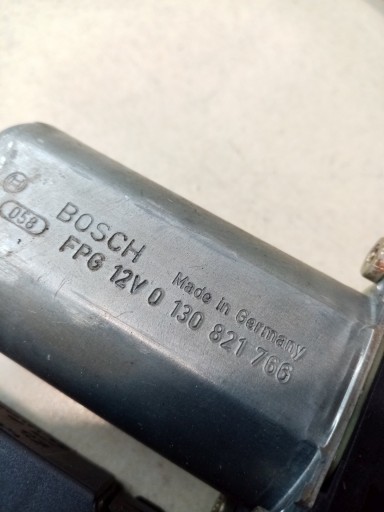 BOSCH
058
FPG 12V 0 130 821 766
Made in Germany